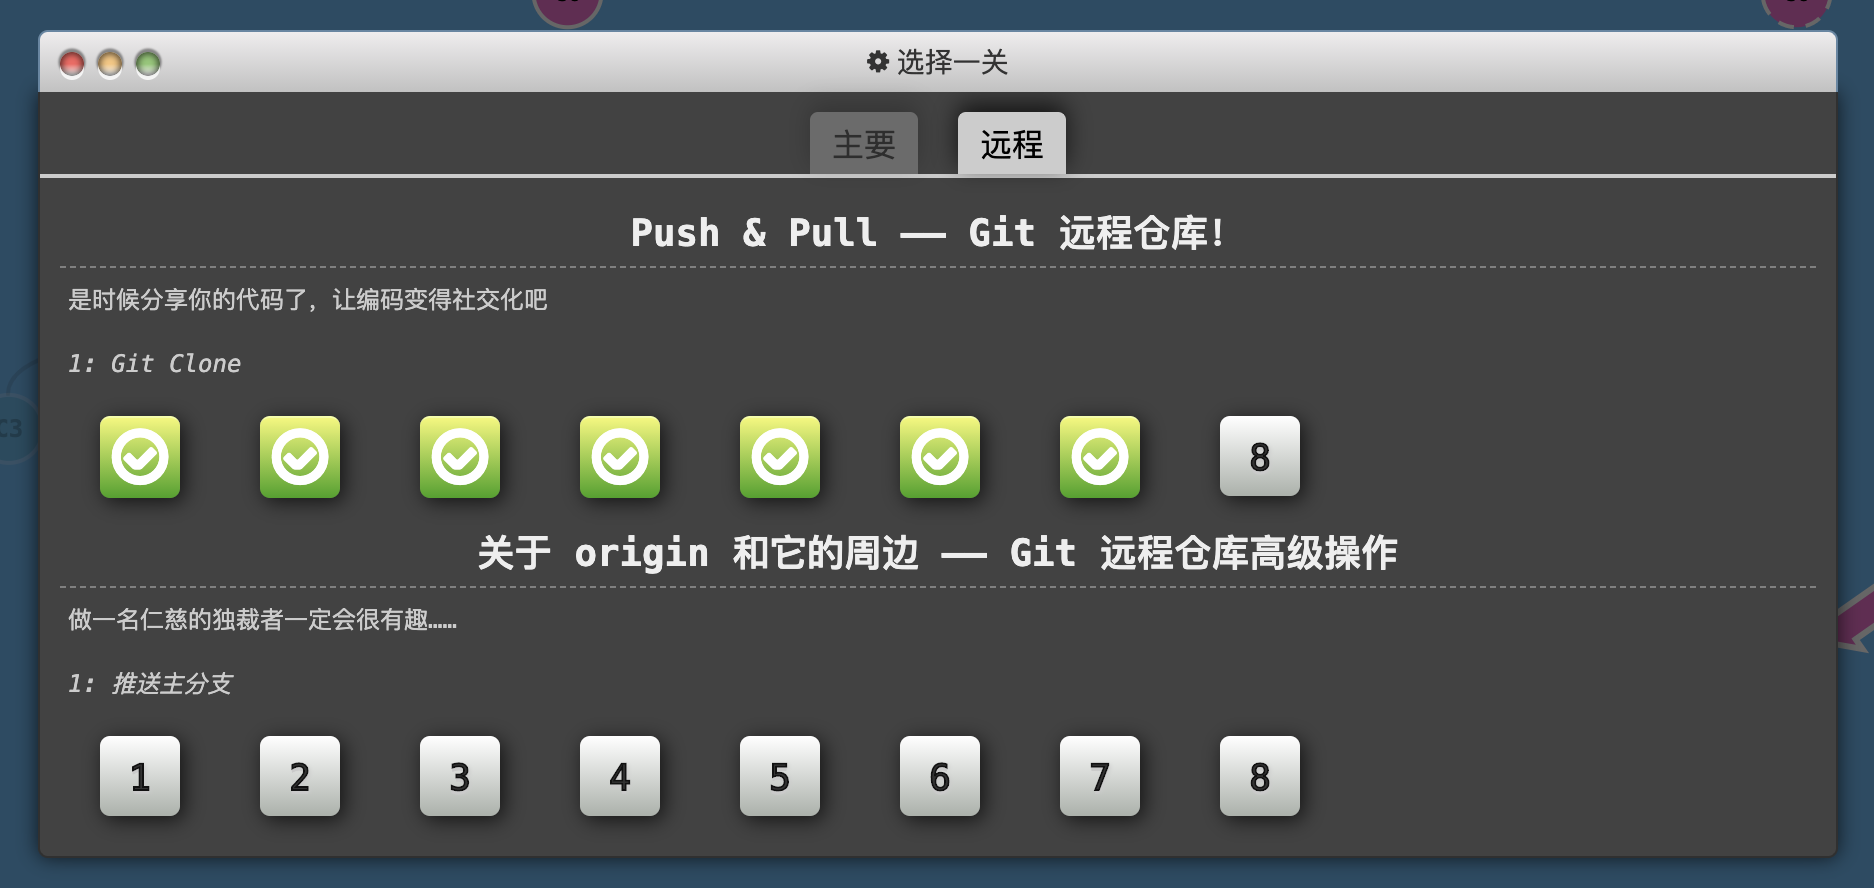 选择一关
主要 远程
Push & Pull —— Git 远程仓库!
是时候分享你的代码了，让编码变得社交化吧
1: Git Clone
8
C3
关于 origin 和它的周边 —— Git 远程仓库高级操作
做一名仁慈的独裁者一定会很有趣……
1: 推送主分支
1 2 3 4 5 6 7 8